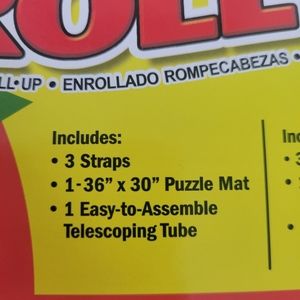 ROLL
LL-UP • ENROLLADO ROMPECABEZAS •
Includes:
• 3 Straps
• 1-36" x 30" Puzzle Mat
• 1 Easy-to-Assemble
Telescoping Tube